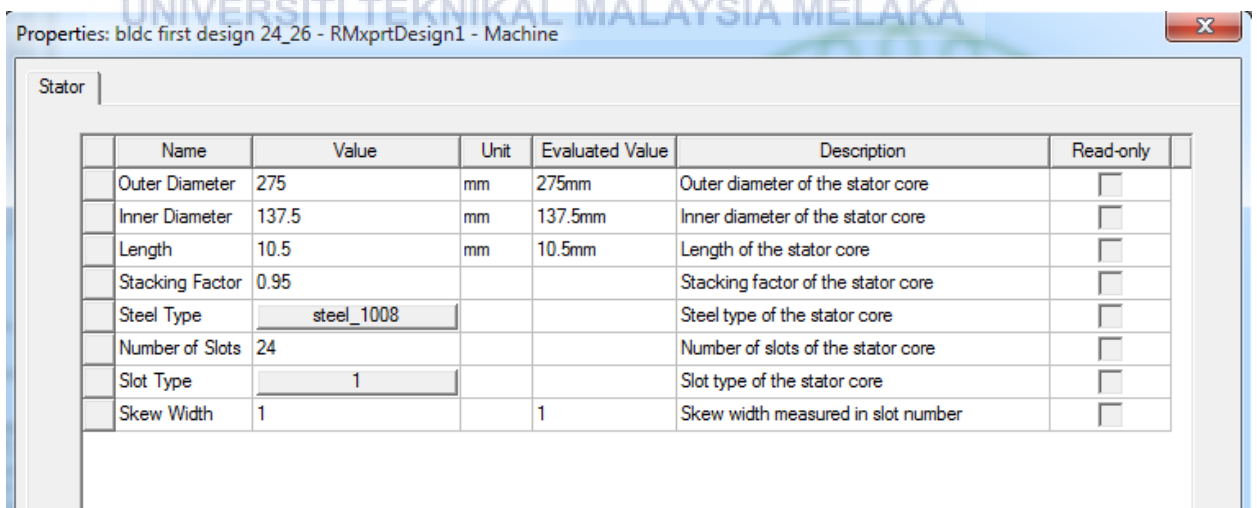 UNIVERSITI TEKNIKAL MALAYSIA MELAKA
Properties: bldc first design 24_26 - RMxprtDesign1 - Machine
Stator
Name Value Unit Evaluated Value Description Read-only
Outer Diameter 275 mm 275mm Outer diameter of the stator core
Inner Diameter 137.5 mm 137.5mm Inner diameter of the stator core
Length 10.5 mm 10.5mm Length of the stator core
Stacking Factor 0.95 Stacking factor of the stator core
Steel Type steel_1008 Steel type of the stator core
Number of Slots 24 Number of slots of the stator core
Slot Type 1 Slot type of the stator core
Skew Width 1 1 Skew width measured in slot number